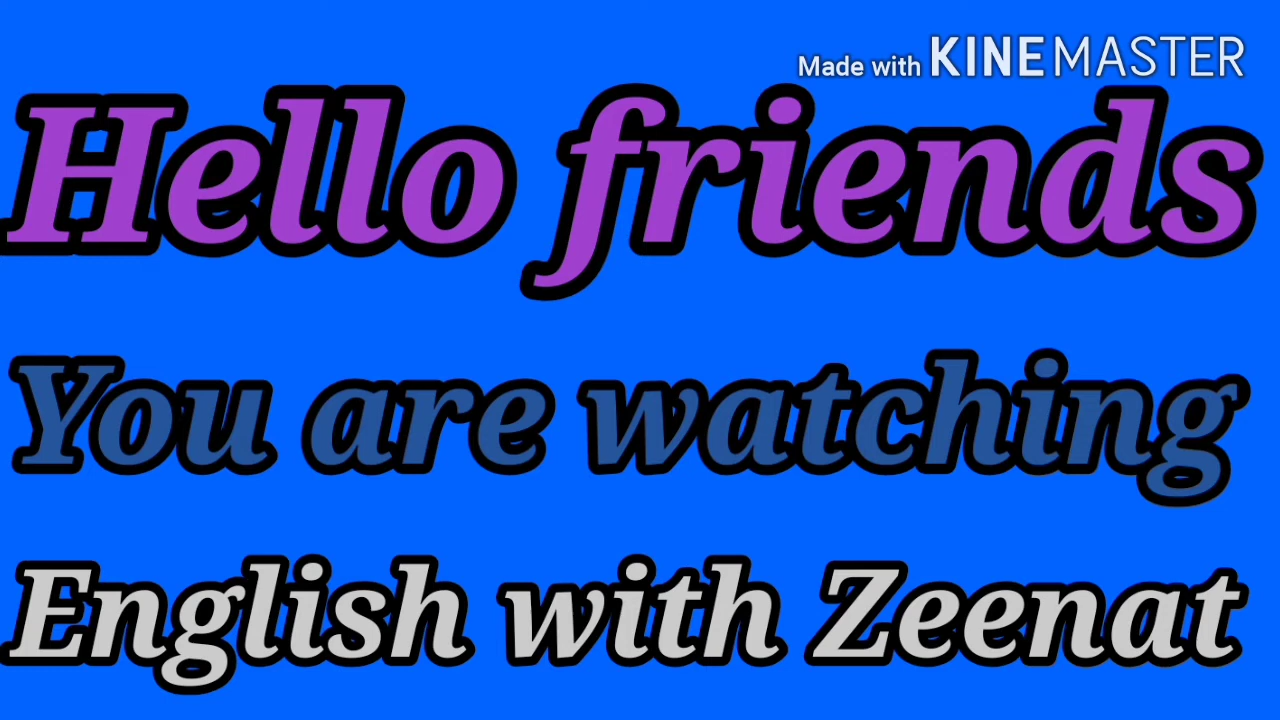 Made with KINEMASTER
Hello friends
You are watching
English with Zeenat